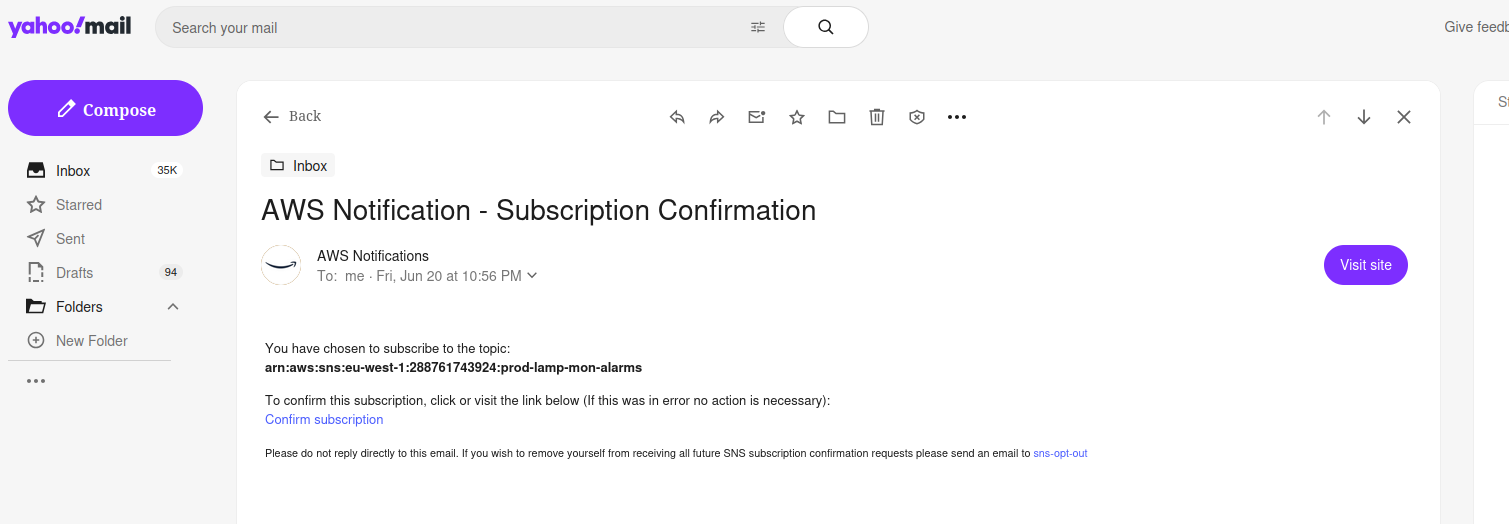 yahoo!mail
Search your mail
Give feedb
Compose
Inbox 35K
Starred
Sent
Drafts 94
Folders
New Folder
Back
Inbox
AWS Notification - Subscription Confirmation
AWS Notifications
To: me · Fri, Jun 20 at 10:56 PM
Visit site
You have chosen to subscribe to the topic:
arn:aws:sns:eu-west-1:288761743924:prod-lamp-mon-alarms
To confirm this subscription, click or visit the link below (If this was in error no action is necessary):
Confirm subscription
Please do not reply directly to this email. If you wish to remove yourself from receiving all future SNS subscription confirmation requests please send an email to sns-opt-out